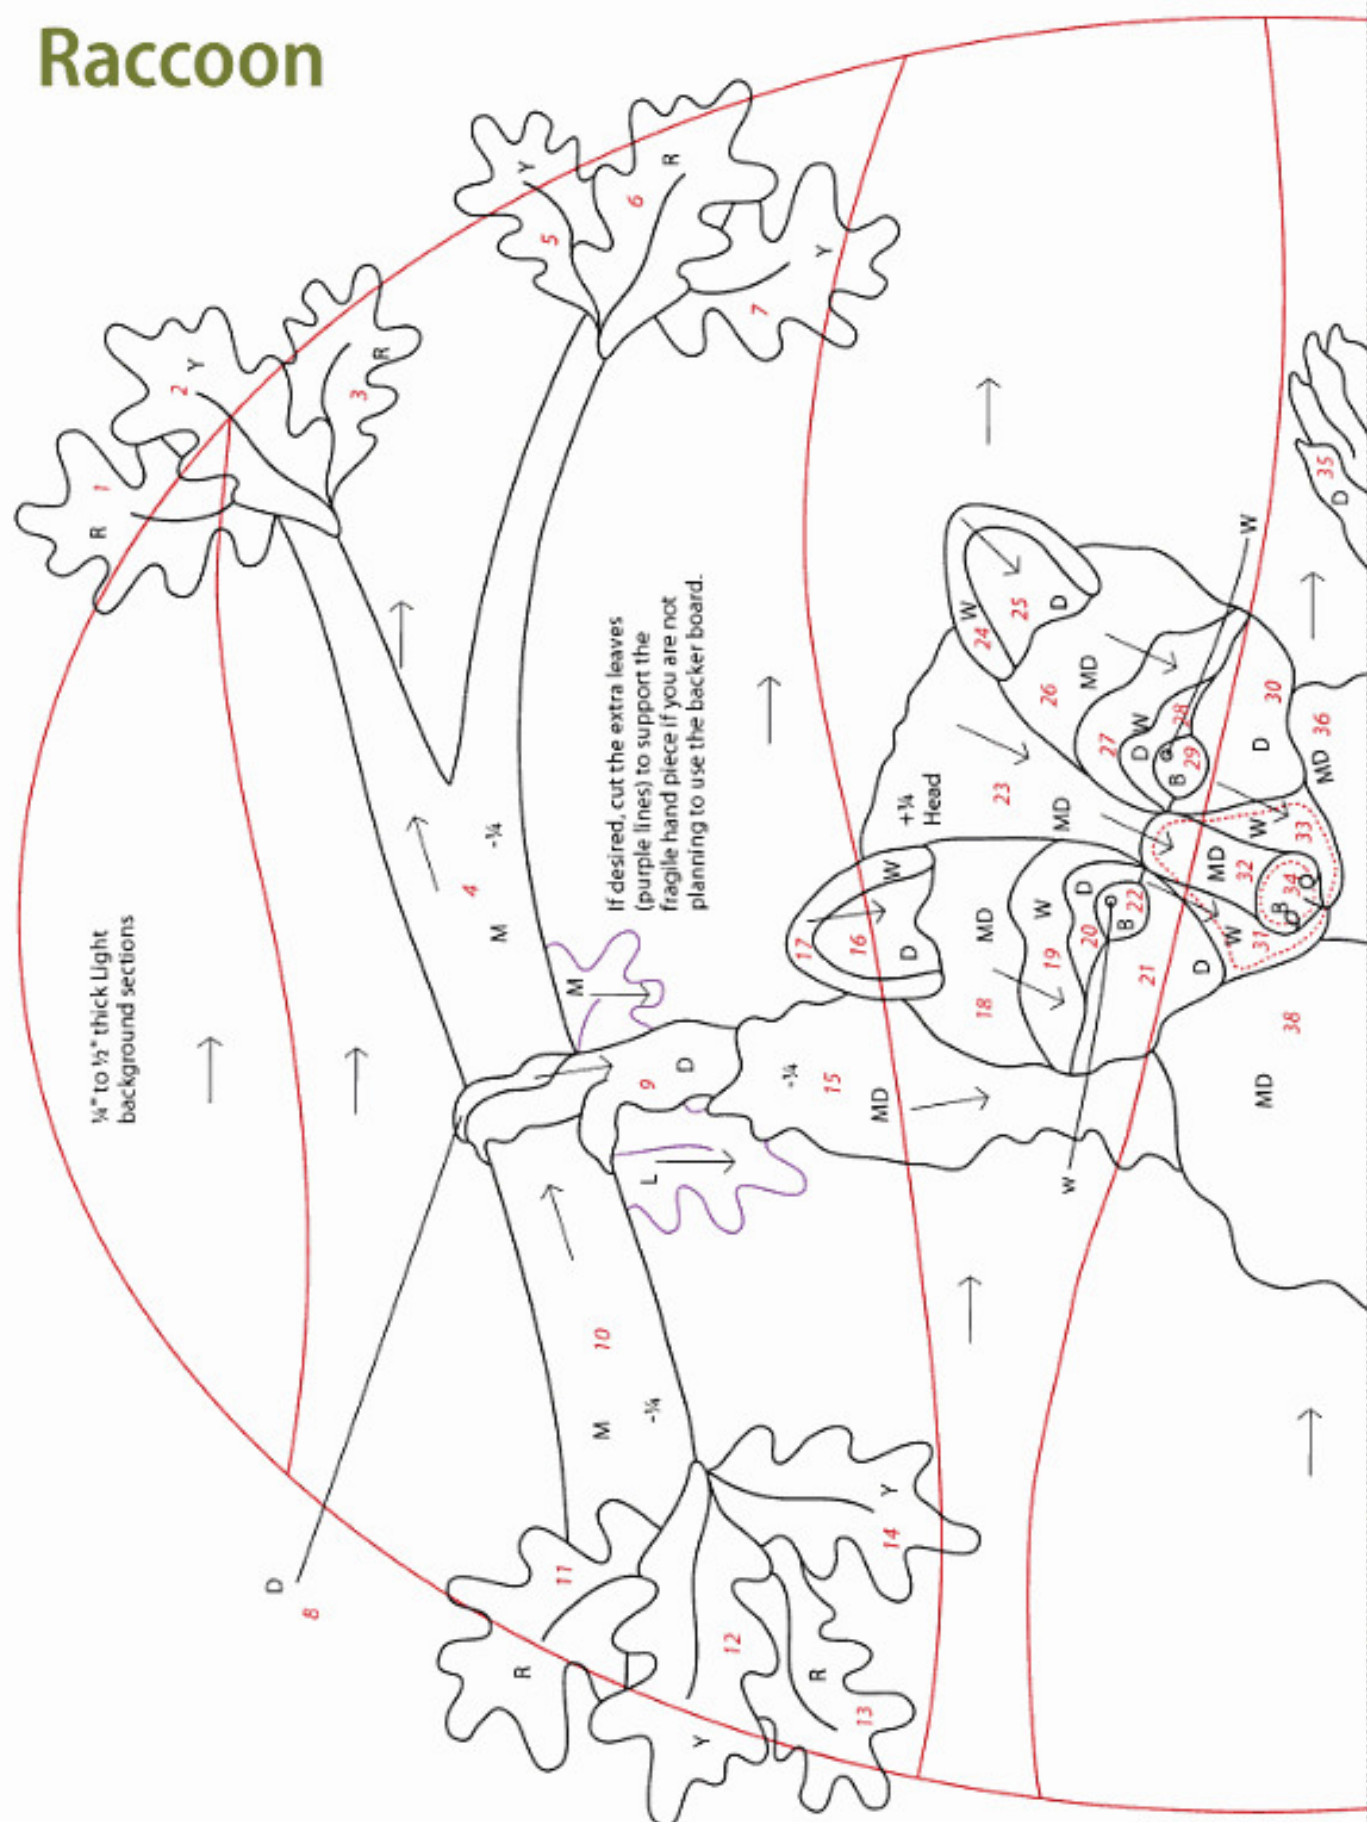 Raccoon
¼" to ½" thick Light
background sections
If desired, cut the extra leaves
(purple lines) to support the
fragile hand piece if you are not
planning to use the backer board.
R
1
2
Y
3
R
Y
5
6
R
7
Y
4
-¼
M
M
L
9
D
D
8
10
M
-¼
11
R
12
Y
13
R
14
Y
-¼
15
MD
17
16
W
D
18
MD
19
W
20
D
B
22
21
D
W
+¼
Head
23
MD
W
24
25
D
26
MD
27
D
W
28
B
29
W
30
D
W
31
MD
32
W
33
B
34
D
35
36
MD
38
MD